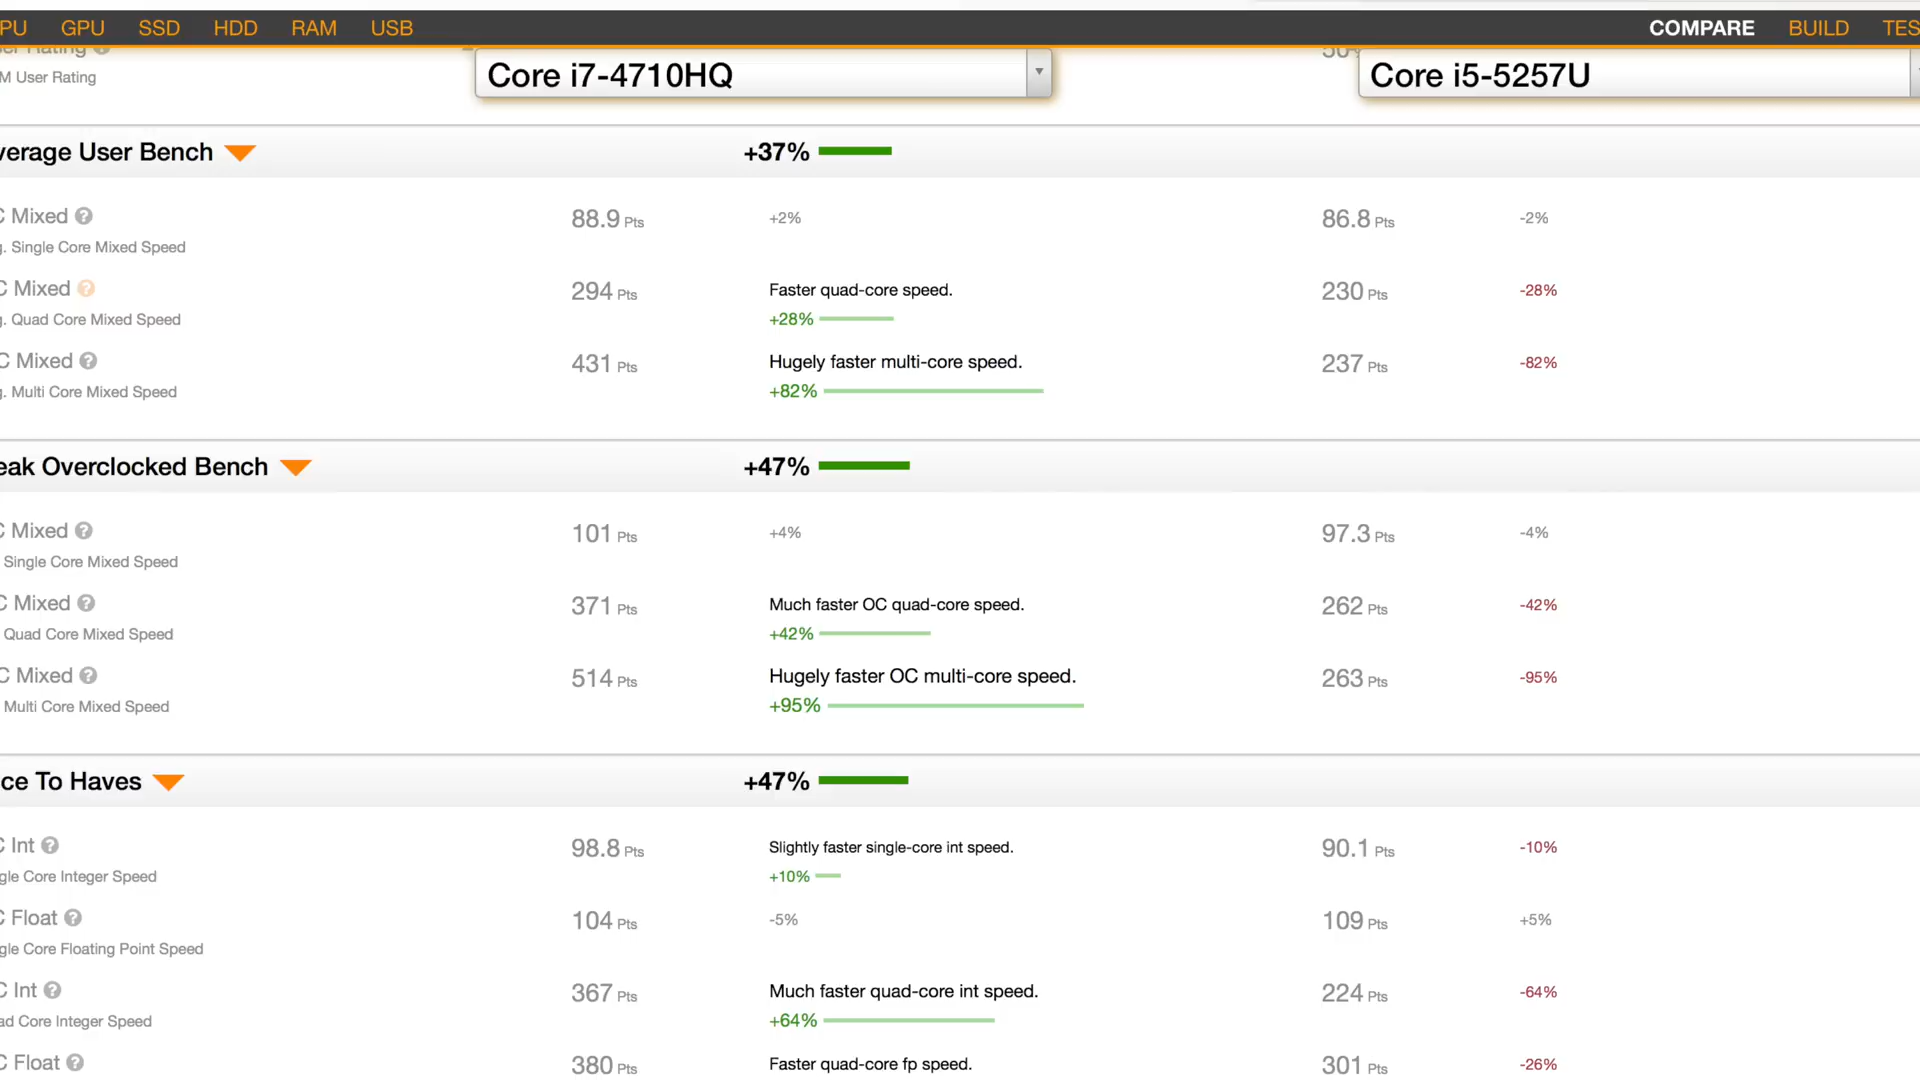 PU GPU SSD HDD RAM USB COMPARE BUILD TES
er Rating
M User Rating
Core i7-4710HQ Core i5-5257U
verage User Bench +37%
C Mixed 88.9 Pts +2% 86.8 Pts -2%
g. Single Core Mixed Speed
C Mixed 294 Pts Faster quad-core speed. 230 Pts -28%
g. Quad Core Mixed Speed +28%
C Mixed 431 Pts Hugely faster multi-core speed. 237 Pts -82%
g. Multi Core Mixed Speed +82%
eak Overclocked Bench +47%
C Mixed 101 Pts +4% 97.3 Pts -4%
Single Core Mixed Speed
C Mixed 371 Pts Much faster OC quad-core speed. 262 Pts -42%
Quad Core Mixed Speed +42%
C Mixed 514 Pts Hugely faster OC multi-core speed. 263 Pts -95%
Multi Core Mixed Speed +95%
ce To Haves +47%
C Int 98.8 Pts Slightly faster single-core int speed. 90.1 Pts -10%
gle Core Integer Speed +10%
C Float 104 Pts -5% 109 Pts +5%
gle Core Floating Point Speed
C Int 367 Pts Much faster quad-core int speed. 224 Pts -64%
ad Core Integer Speed +64%
C Float 380 Pts Faster quad-core fp speed. 301 Pts -26%